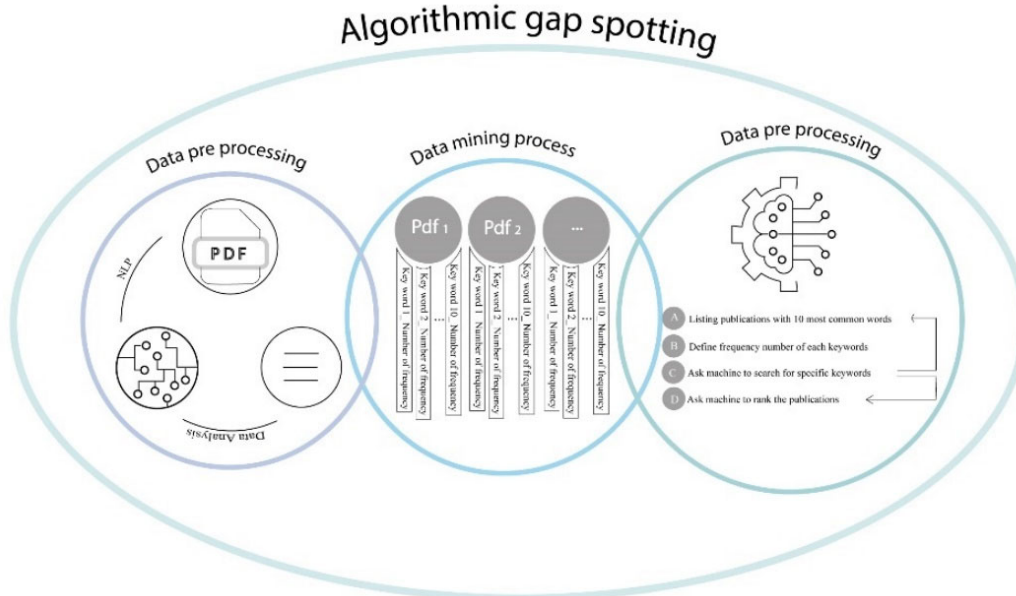 Algorithmic gap spotting
Data pre processing
PDF
NLP
Data Analysis
Data mining process
Pdf 1
Pdf 2
...
Key word 1_ Number of frequency
Key word 2_ Number of frequency
...
Key word 10_ Number of frequency
Key word 1_ Number of frequency
Key word 2_ Number of frequency
...
Key word 10_ Number of frequency
Key word 1_ Number of frequency
Key word 2_ Number of frequency
...
Key word 10_ Number of frequency
Data pre processing
A Listing publications with 10 most common words
B Define frequency number of each keywords
C Ask machine to search for specific keywords
D Ask machine to rank the publications